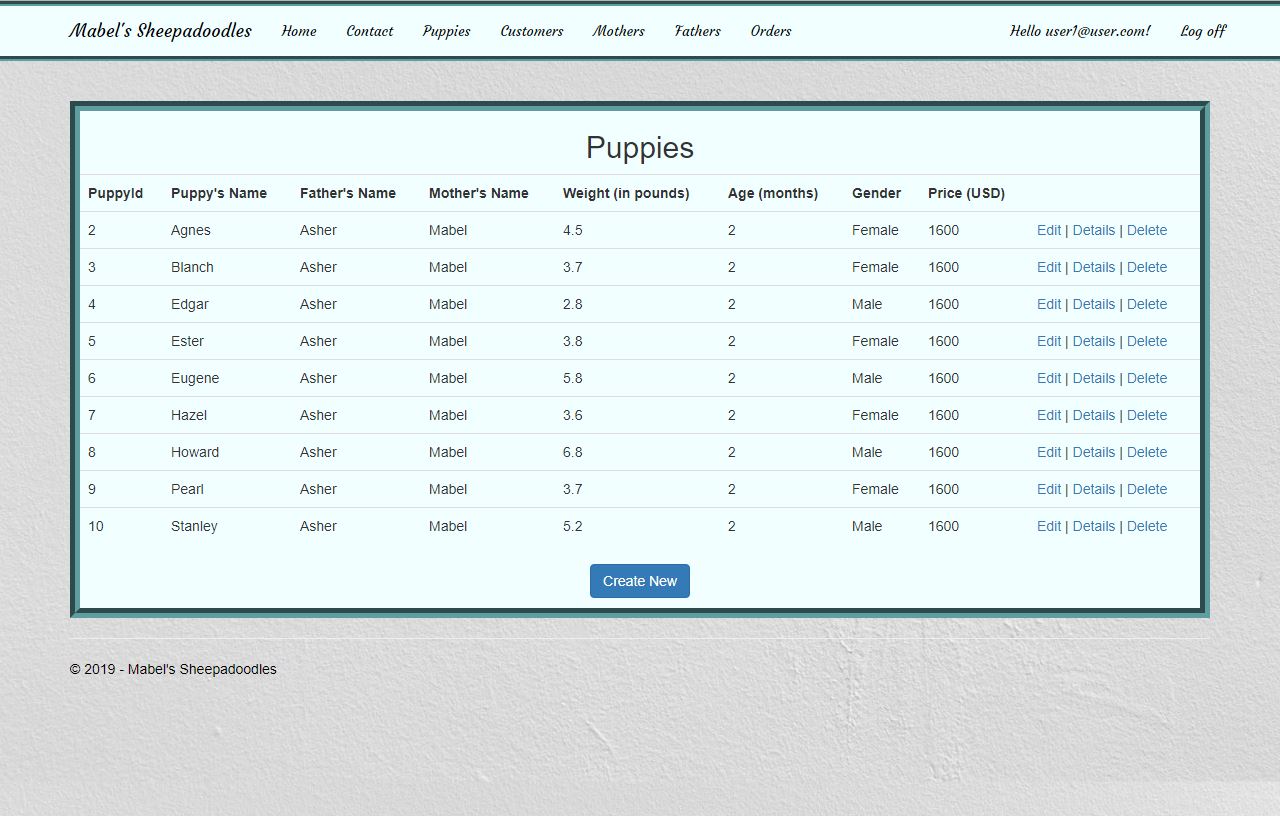 Mabel's Sheepadoodles Home Contact Puppies Customers Mothers Fathers Orders Hello user1@user.com! Log off
Puppies
PuppyId Puppy's Name Father's Name Mother's Name Weight (in pounds) Age (months) Gender Price (USD)
2 Agnes Asher Mabel 4.5 2 Female 1600 Edit | Details | Delete
3 Blanch Asher Mabel 3.7 2 Female 1600 Edit | Details | Delete
4 Edgar Asher Mabel 2.8 2 Male 1600 Edit | Details | Delete
5 Ester Asher Mabel 3.8 2 Female 1600 Edit | Details | Delete
6 Eugene Asher Mabel 5.8 2 Male 1600 Edit | Details | Delete
7 Hazel Asher Mabel 3.6 2 Female 1600 Edit | Details | Delete
8 Howard Asher Mabel 6.8 2 Male 1600 Edit | Details | Delete
9 Pearl Asher Mabel 3.7 2 Female 1600 Edit | Details | Delete
10 Stanley Asher Mabel 5.2 2 Male 1600 Edit | Details | Delete
Create New
© 2019 - Mabel's Sheepadoodles